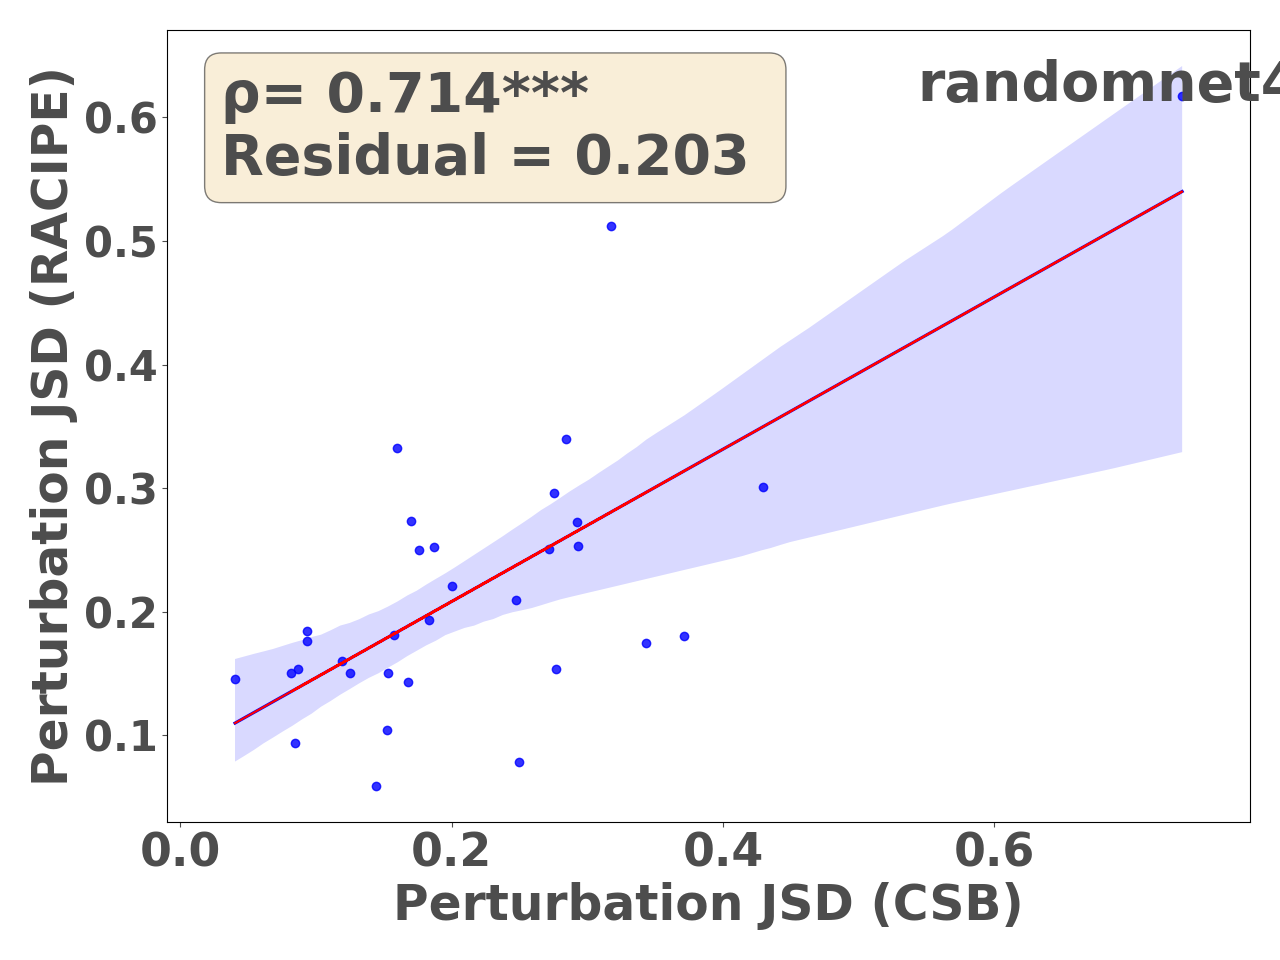 ρ= 0.714***
Residual = 0.203
randomnet4
Perturbation JSD (RACIPE)
0.6
0.5
0.4
0.3
0.2
0.1
0.0 0.2 0.4 0.6
Perturbation JSD (CSB)